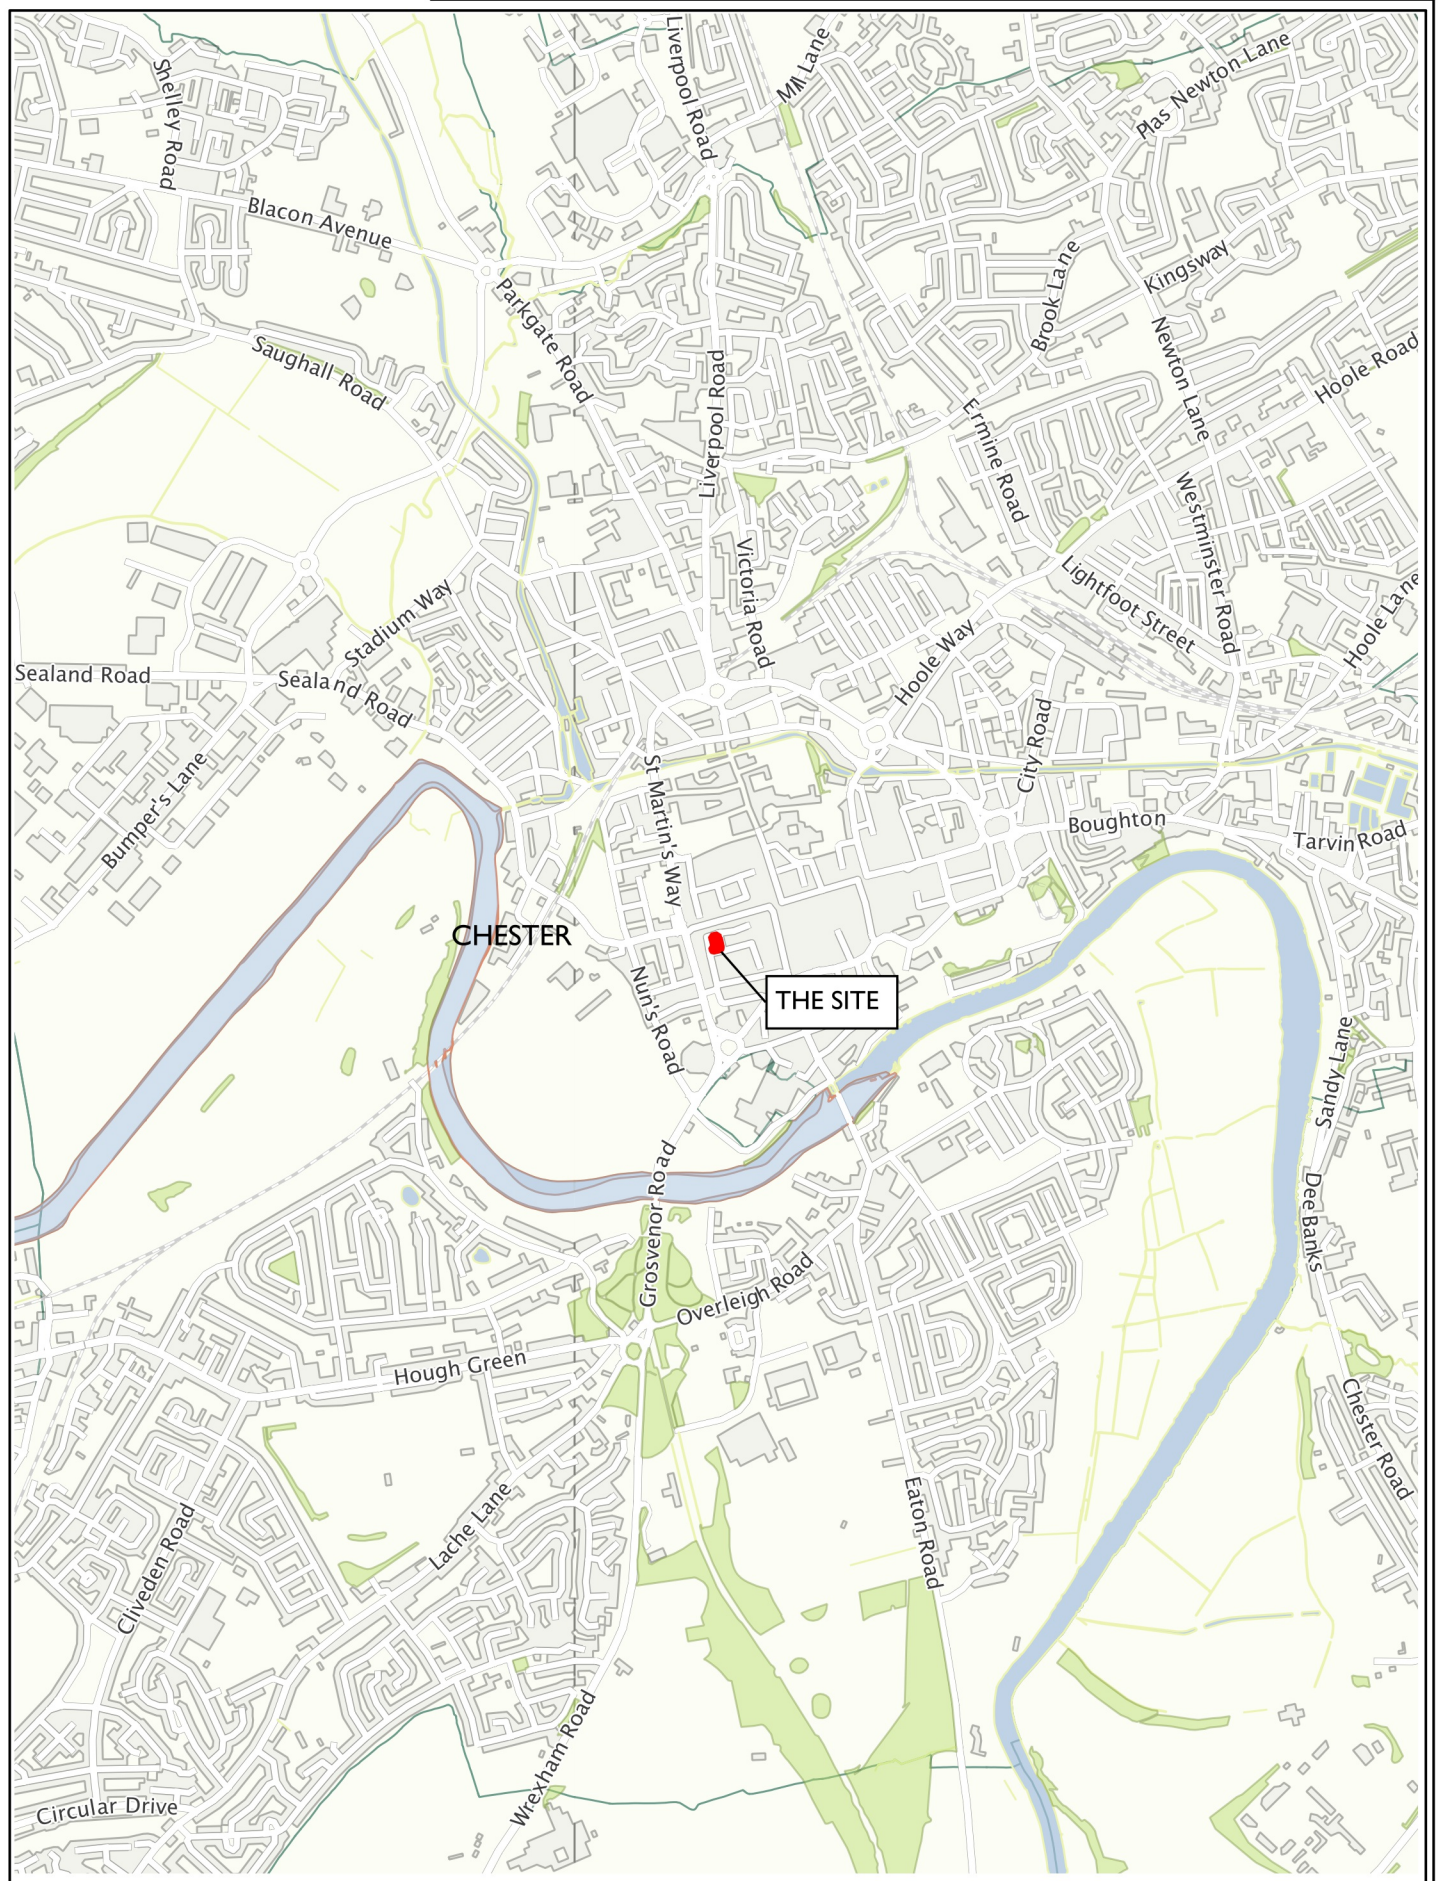 Liverpool Road
Mill Lane
Shelley Road
Plas Newton Lane
Blacon Avenue
Brook Lane
Kingsway
Parkgate Road
Saughall Road
Newton Lane
Hoole Road
Liverpool Road
Ermine Road
Westminster Road
Victoria Road
Lightfoot Street
Stadium Way
Hoole Lane
Hoole Way
Sealand Road
Sealand Road
City Road
Bumper's Lane
St Martin's Way
Boughton
Tarvin Road
CHESTER
THE SITE
Nun's Road
Sandy Lane
Grosvenor Road
Dee Banks
Overleigh Road
Hough Green
Chester Road
Eaton Road
Lache Lane
Cliveden Road
Wrexham Road
Circular Drive